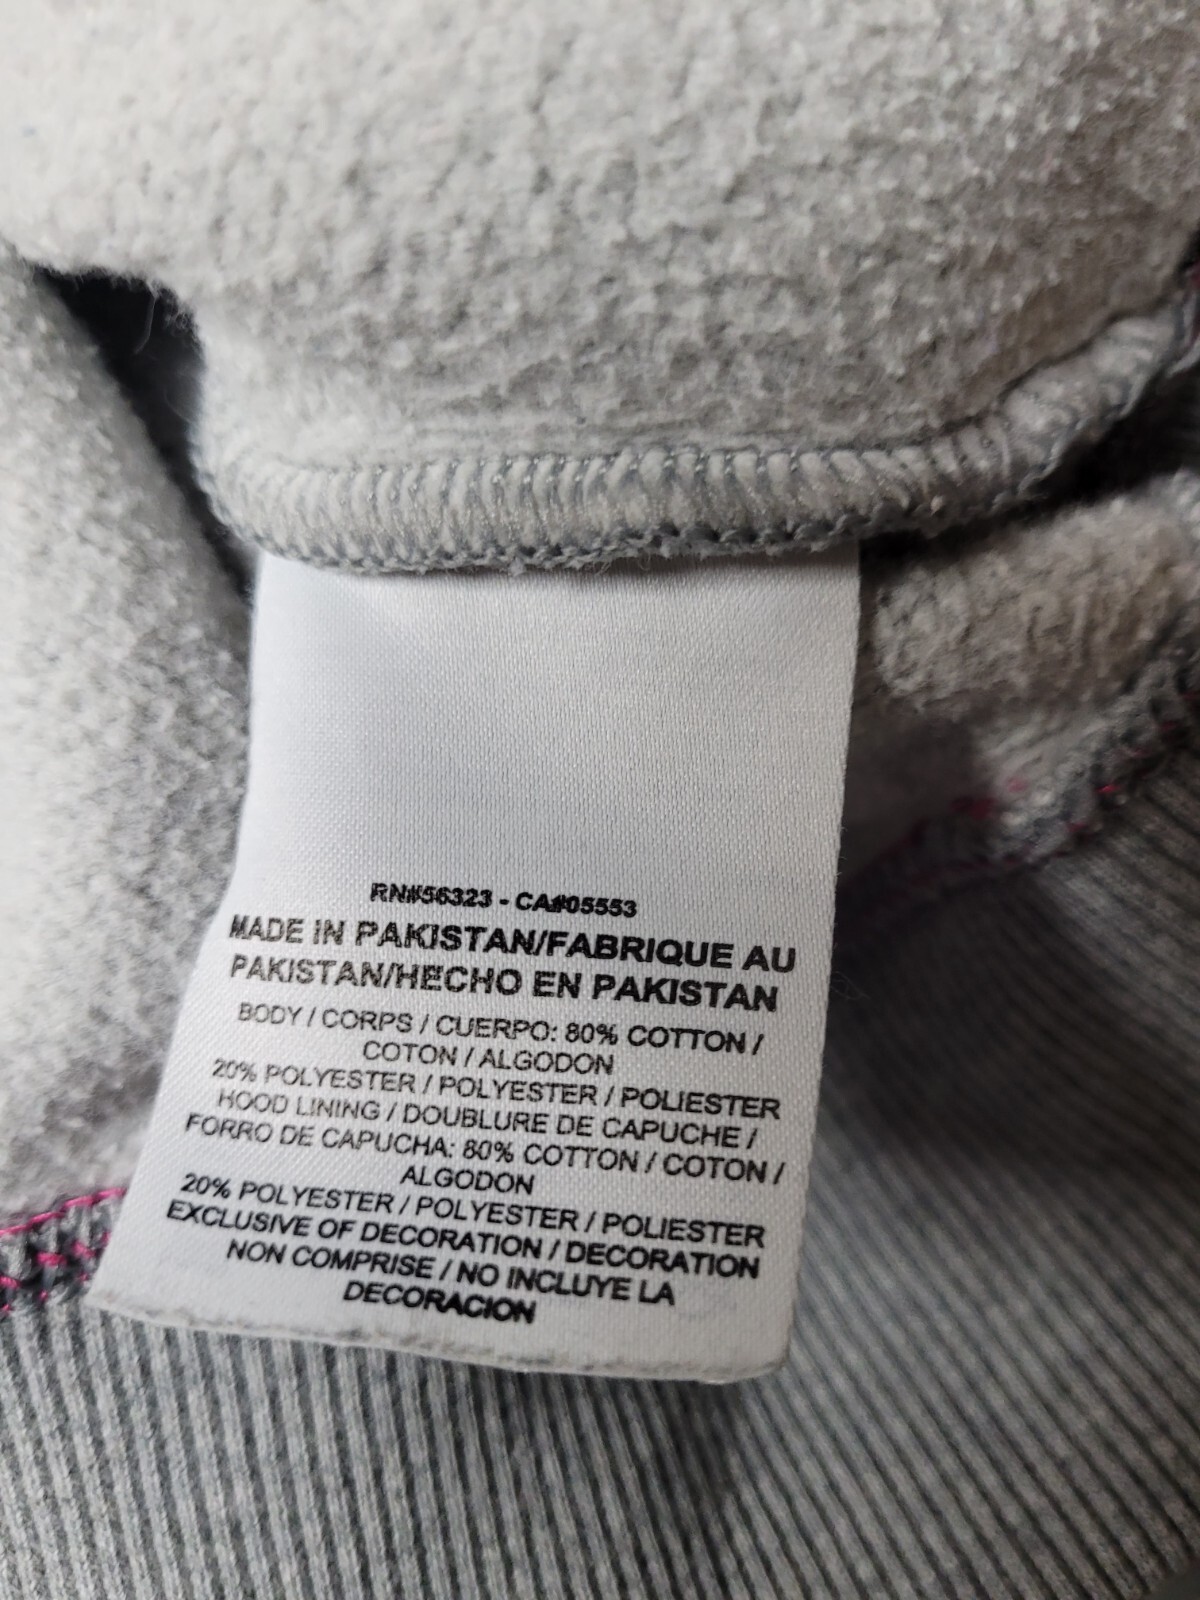 RN#56323 - CA#05553
MADE IN PAKISTAN/FABRIQUE AU
PAKISTAN/HECHO EN PAKISTAN
BODY / CORPS / CUERPO: 80% COTTON /
COTON / ALGODON
20% POLYESTER / POLYESTER / POLIESTER
HOOD LINING / DOUBLURE DE CAPUCHE /
FORRO DE CAPUCHA: 80% COTTON / COTON /
ALGODON
20% POLYESTER / POLYESTER / POLIESTER
EXCLUSIVE OF DECORATION / DECORATION
NON COMPRISE / NO INCLUYE LA
DECORACION